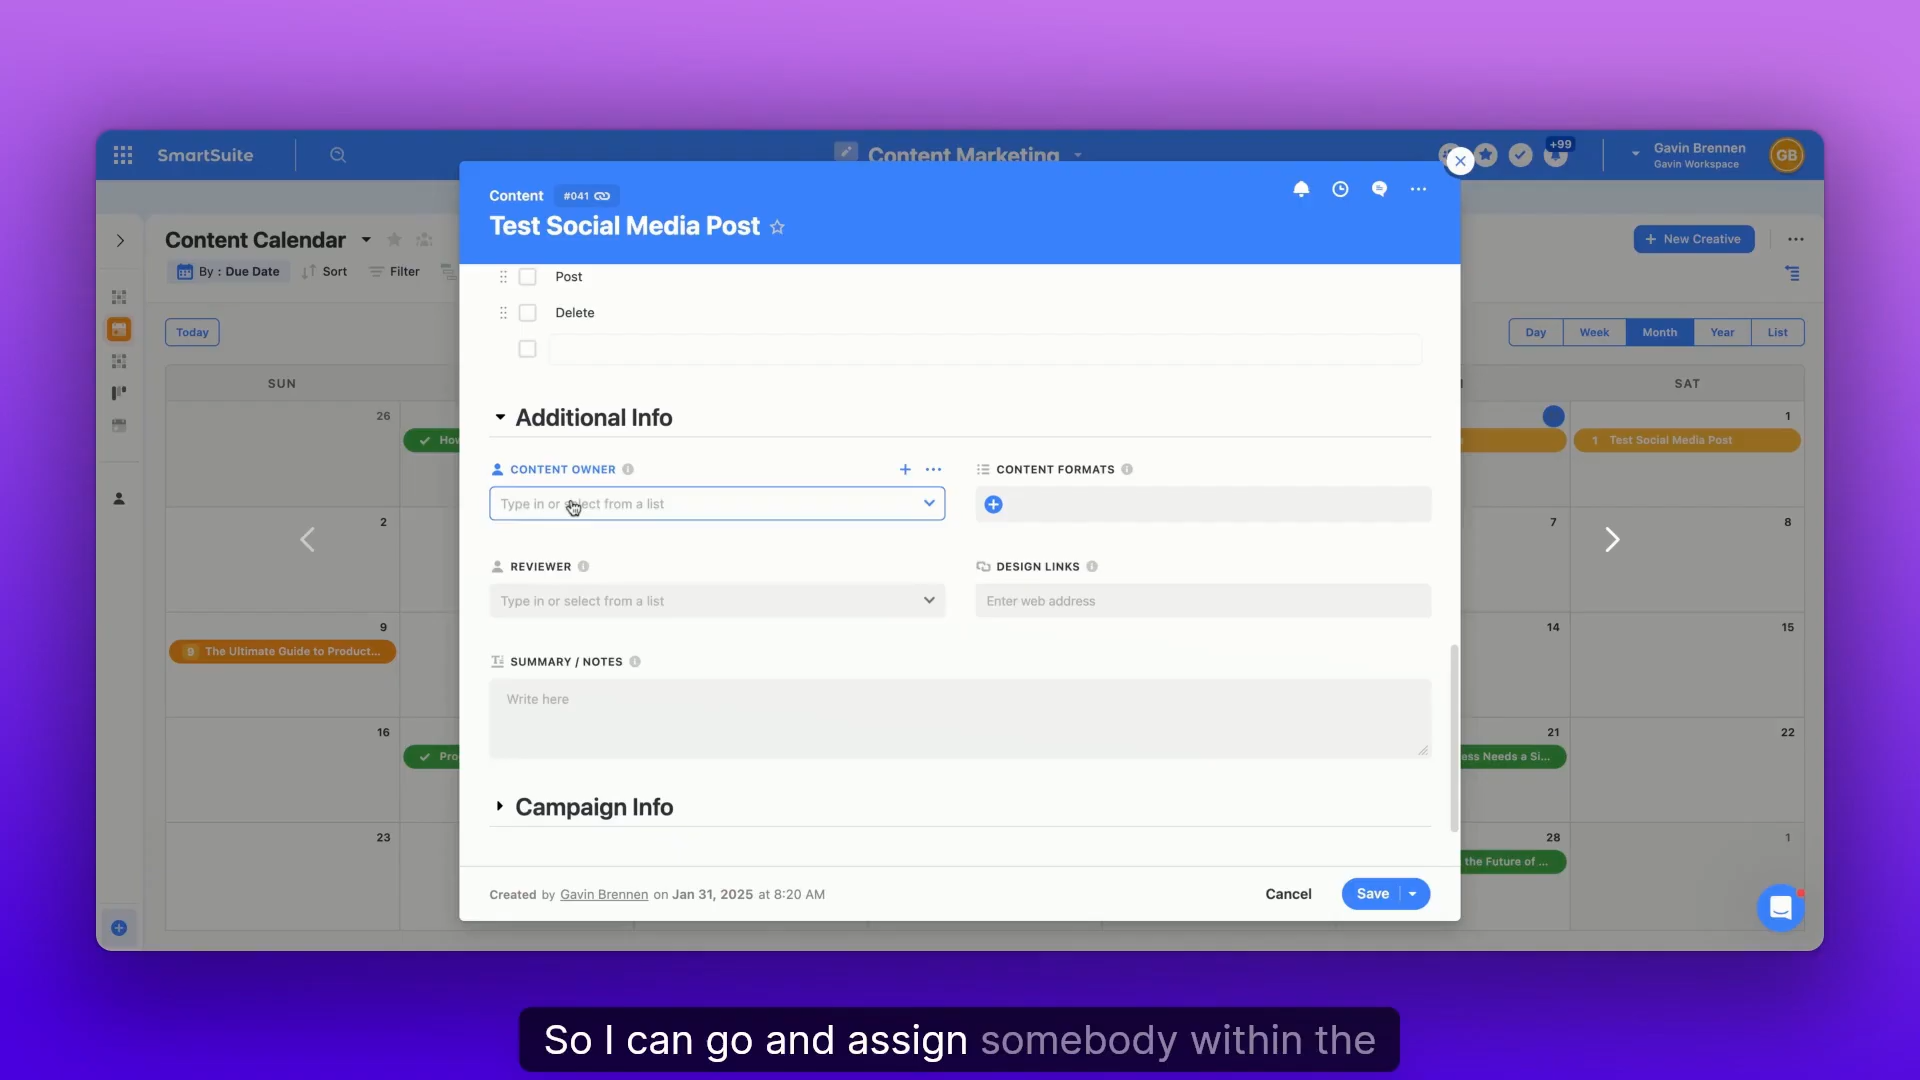 SmartSuite
Content Marketing
+99
Gavin Brennen
Gavin Workspace
GB
Content #041
Test Social Media Post
Content Calendar
By : Due Date Sort Filter
New Creative
Today
Day Week Month Year List
SUN
SAT
Post
Delete
Additional Info
CONTENT OWNER
CONTENT FORMATS
Type in or select from a list
REVIEWER
DESIGN LINKS
Type in or select from a list
Enter web address
SUMMARY / NOTES
Write here
Campaign Info
Created by Gavin Brennen on Jan 31, 2025 at 8:20 AM
Cancel
Save
26
How
1
1 Test Social Media Post
2
7
8
9
9 The Ultimate Guide to Product...
14
15
16
Pro
21
ess Needs a Si...
22
23
28
the Future of ...
1
So I can go and assign somebody within the